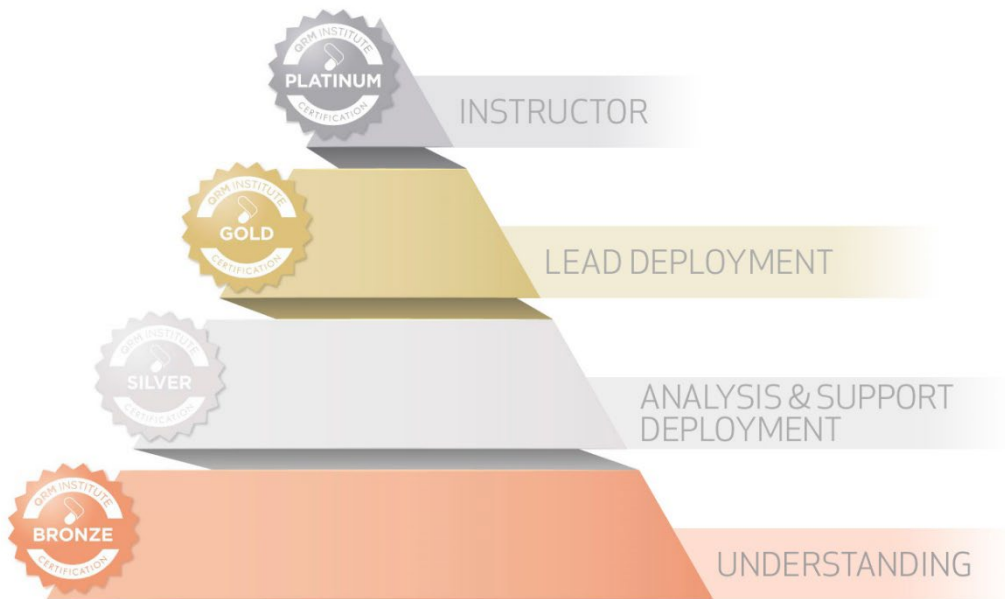 QRM INSTITUTE
PLATINUM
CERTIFICATION
INSTRUCTOR
QRM INSTITUTE
GOLD
CERTIFICATION
LEAD DEPLOYMENT
QRM INSTITUTE
SILVER
CERTIFICATION
ANALYSIS & SUPPORT
DEPLOYMENT
QRM INSTITUTE
BRONZE
CERTIFICATION
UNDERSTANDING